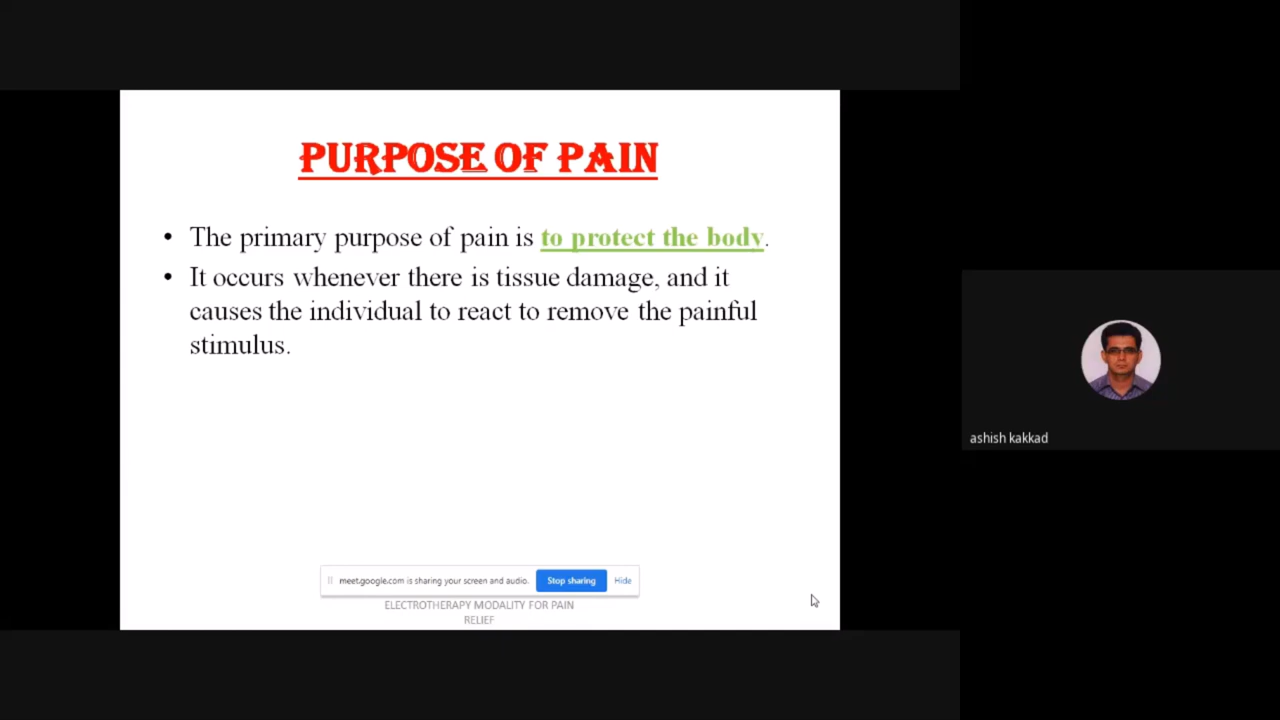 PURPOSE OF PAIN
• The primary purpose of pain is to protect the body.
• It occurs whenever there is tissue damage, and it
causes the individual to react to remove the painful
stimulus.
meet.google.com is sharing your screen and audio. Stop sharing Hide
ELECTROTHERAPY MODALITY FOR PAIN
RELIEF
ashish kakkad